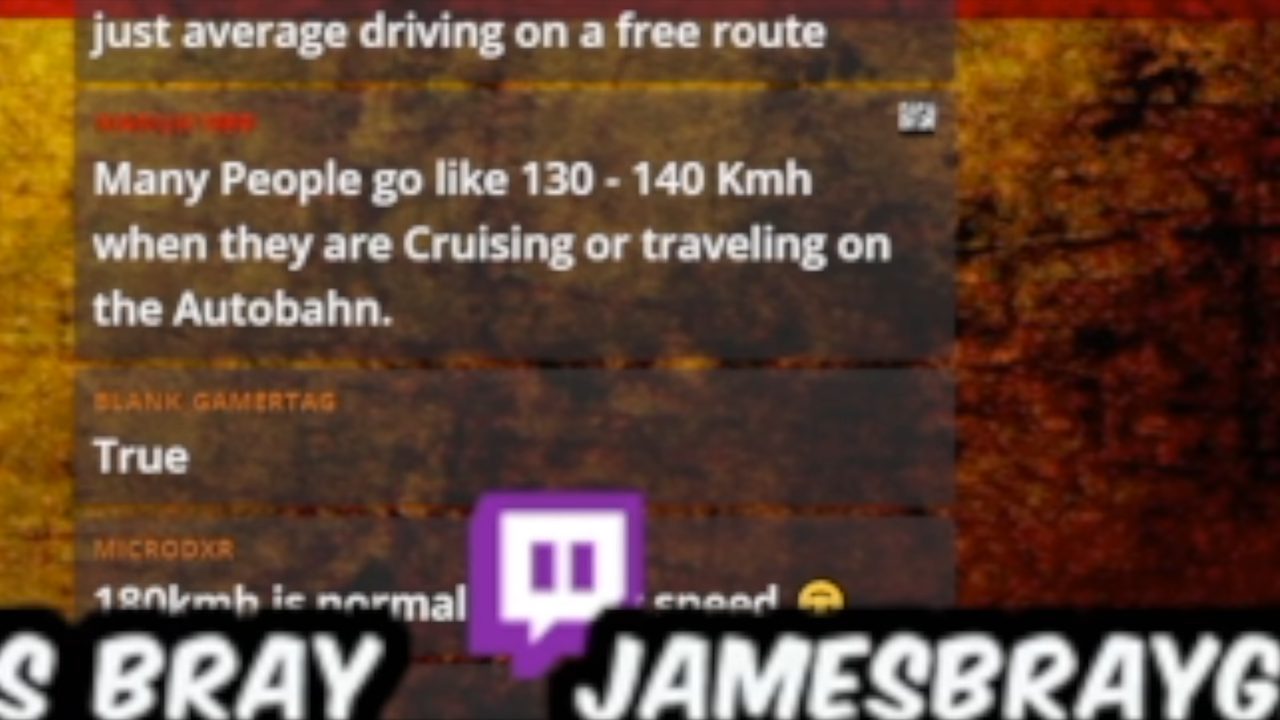 just average driving on a free route
Many People go like 130 - 140 Kmh
when they are Cruising or traveling on
the Autobahn.
BLANK GAMERTAG
True
MICRODXR
180kmh is normal speed
S BRAY
JAMESBRAYG